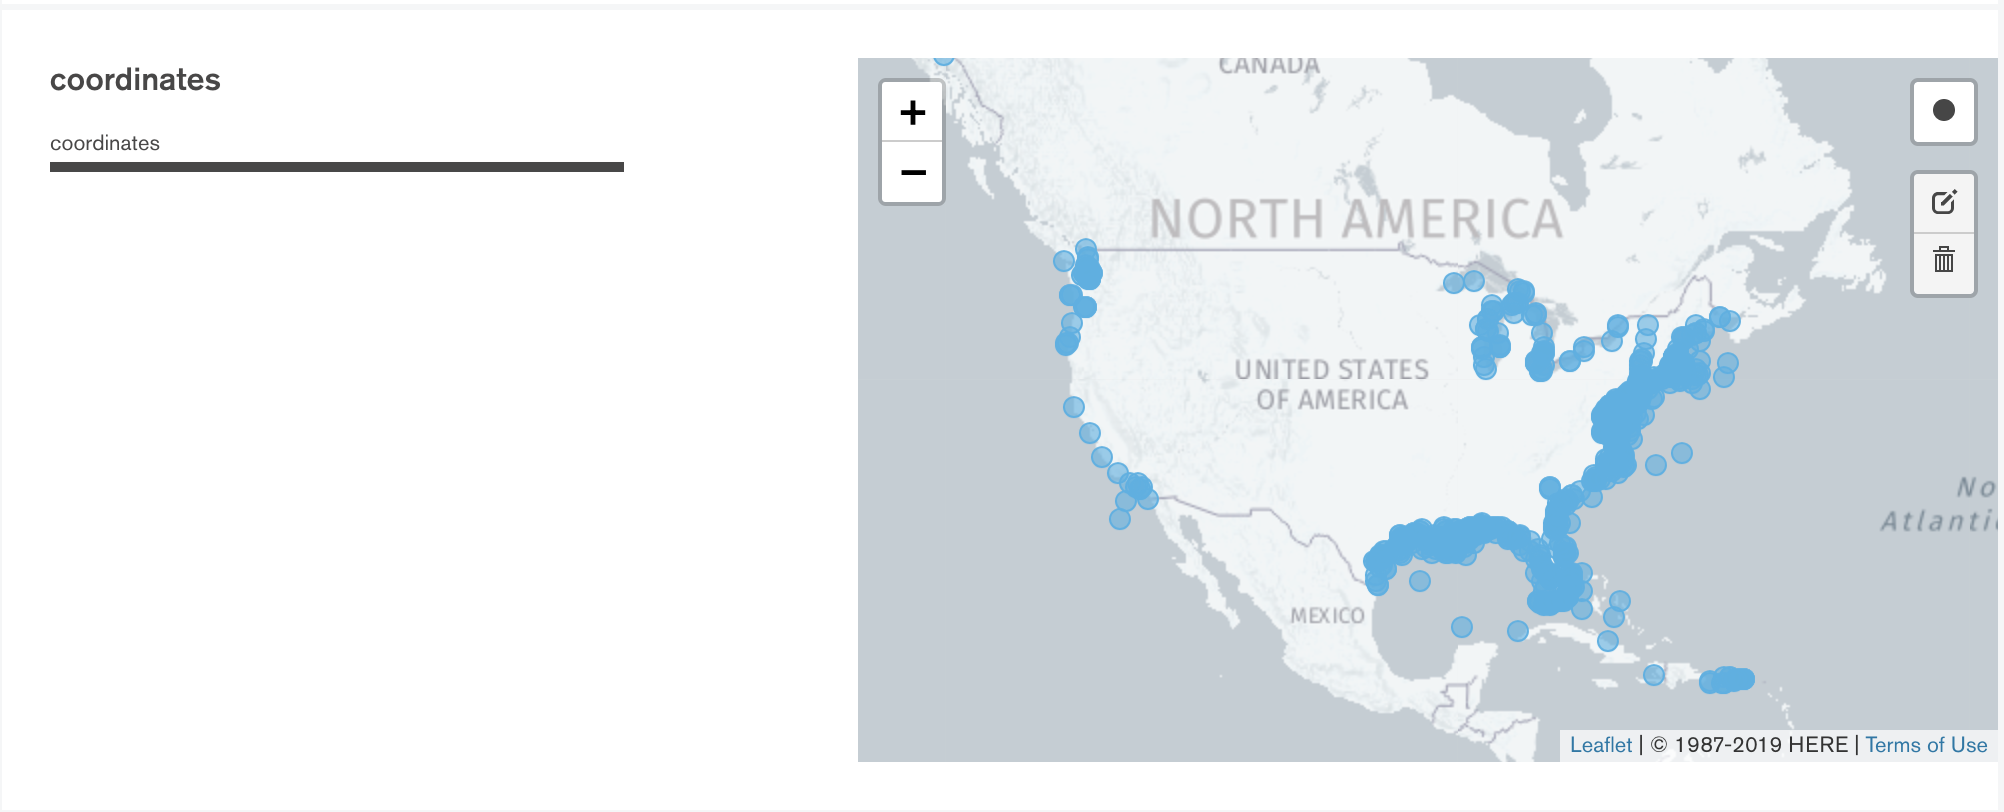 coordinates
coordinates
CANADA
+
−
NORTH AMERICA
UNITED STATES
OF AMERICA
No
Atlanti
MEXICO
Leaflet | © 1987-2019 HERE | Terms of Use